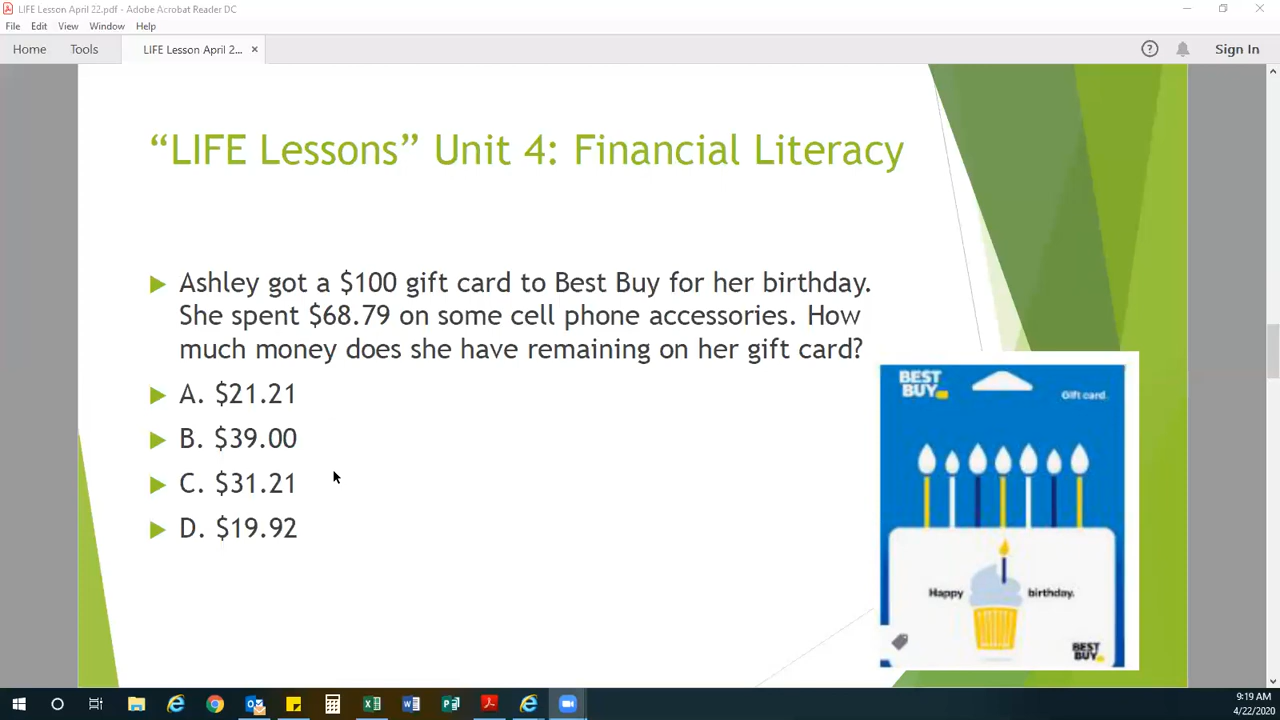 LIFE Lesson April 22.pdf - Adobe Acrobat Reader DC
File Edit View Window Help
Home Tools LIFE Lesson April 2... × Sign In
“LIFE Lessons” Unit 4: Financial Literacy
Ashley got a $100 gift card to Best Buy for her birthday.
She spent $68.79 on some cell phone accessories. How
much money does she have remaining on her gift card?
A. $21.21
B. $39.00
C. $31.21
D. $19.92
BEST
BUY
Gift card.
Happy birthday.
BEST
BUY
9:19 AM
4/22/2020